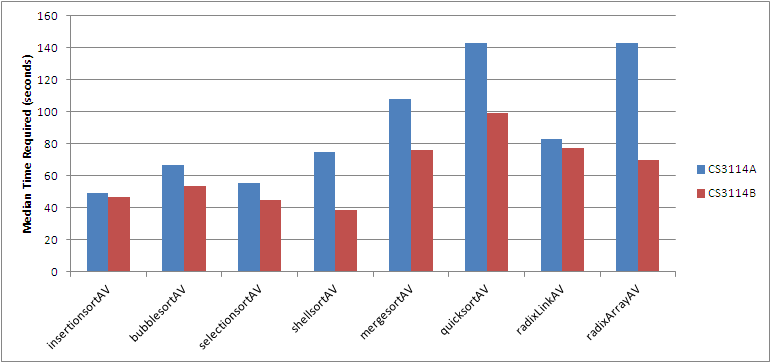 160
140
120
100
80
60
40
20
0
Median Time Required (seconds)
insertionsortAV
bubblesortAV
selectionsortAV
shellsortAV
mergesortAV
quicksortAV
radixLinkAV
radixArrayAV
CS3114A
CS3114B